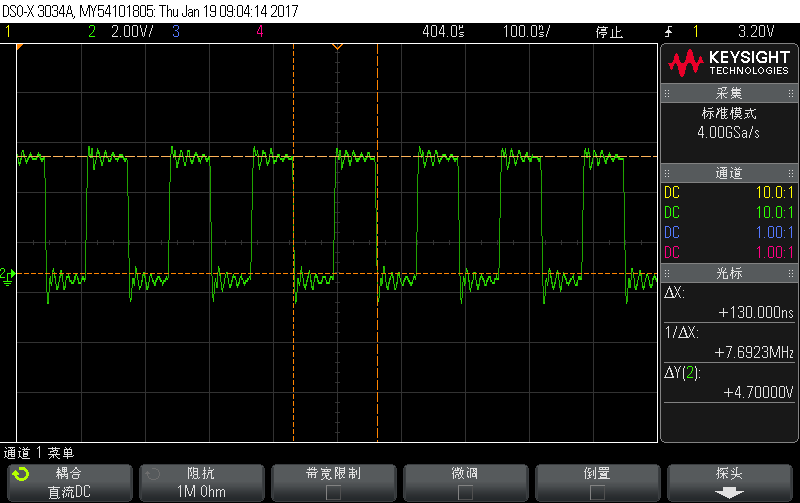 DSO-X 3034A, MY54101805: Thu Jan 19 09:04:14 2017
1 2 2.00V/ 3 4 404.0s 100.0s/ 停止 1 3.20V
KEYSIGHT
TECHNOLOGIES
采集
标准模式
4.00GSa/s
通道
DC 10.0:1
DC 10.0:1
DC 1.00:1
DC 1.00:1
光标
ΔX:
+130.000ns
1/ΔX:
+7.6923MHz
ΔY(2):
+4.70000V
2
通道 1 菜单
耦合 阻抗 带宽限制 微调 倒置 探头
直流DC 1M Ohm